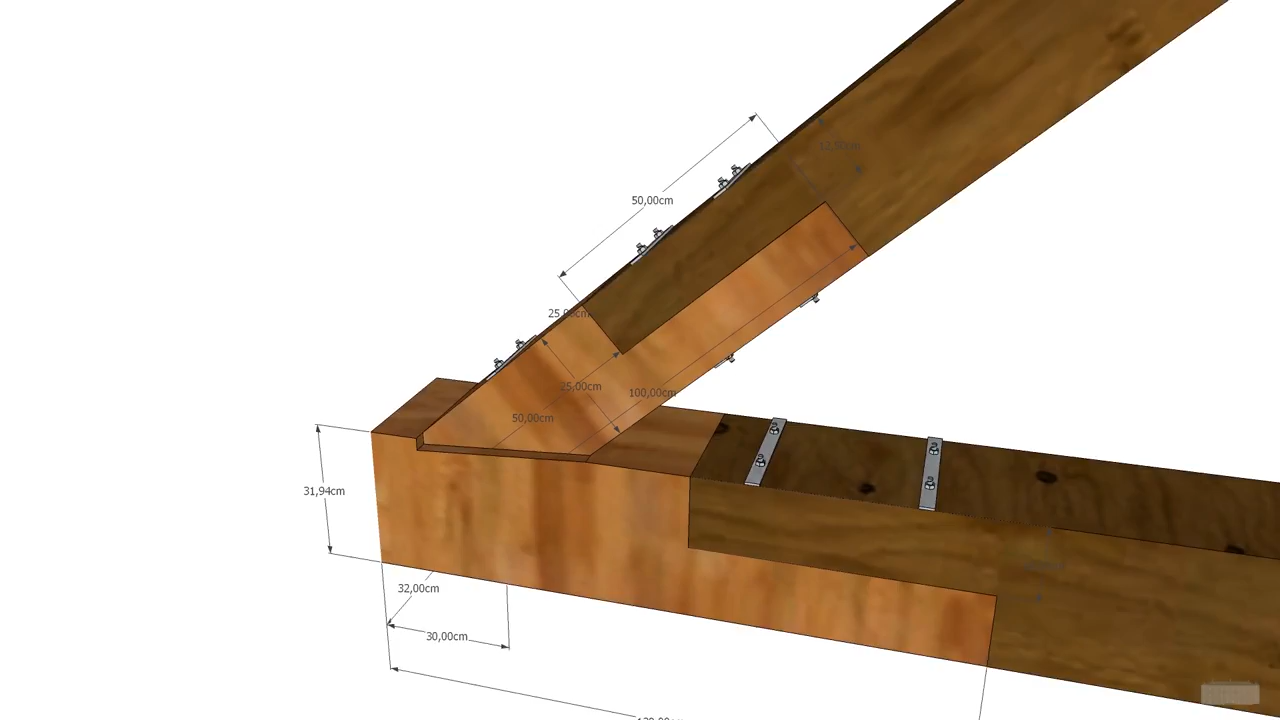 50,00cm
25,00cm
25,00cm
50,00cm
100,00cm
31,94cm
32,00cm
30,00cm